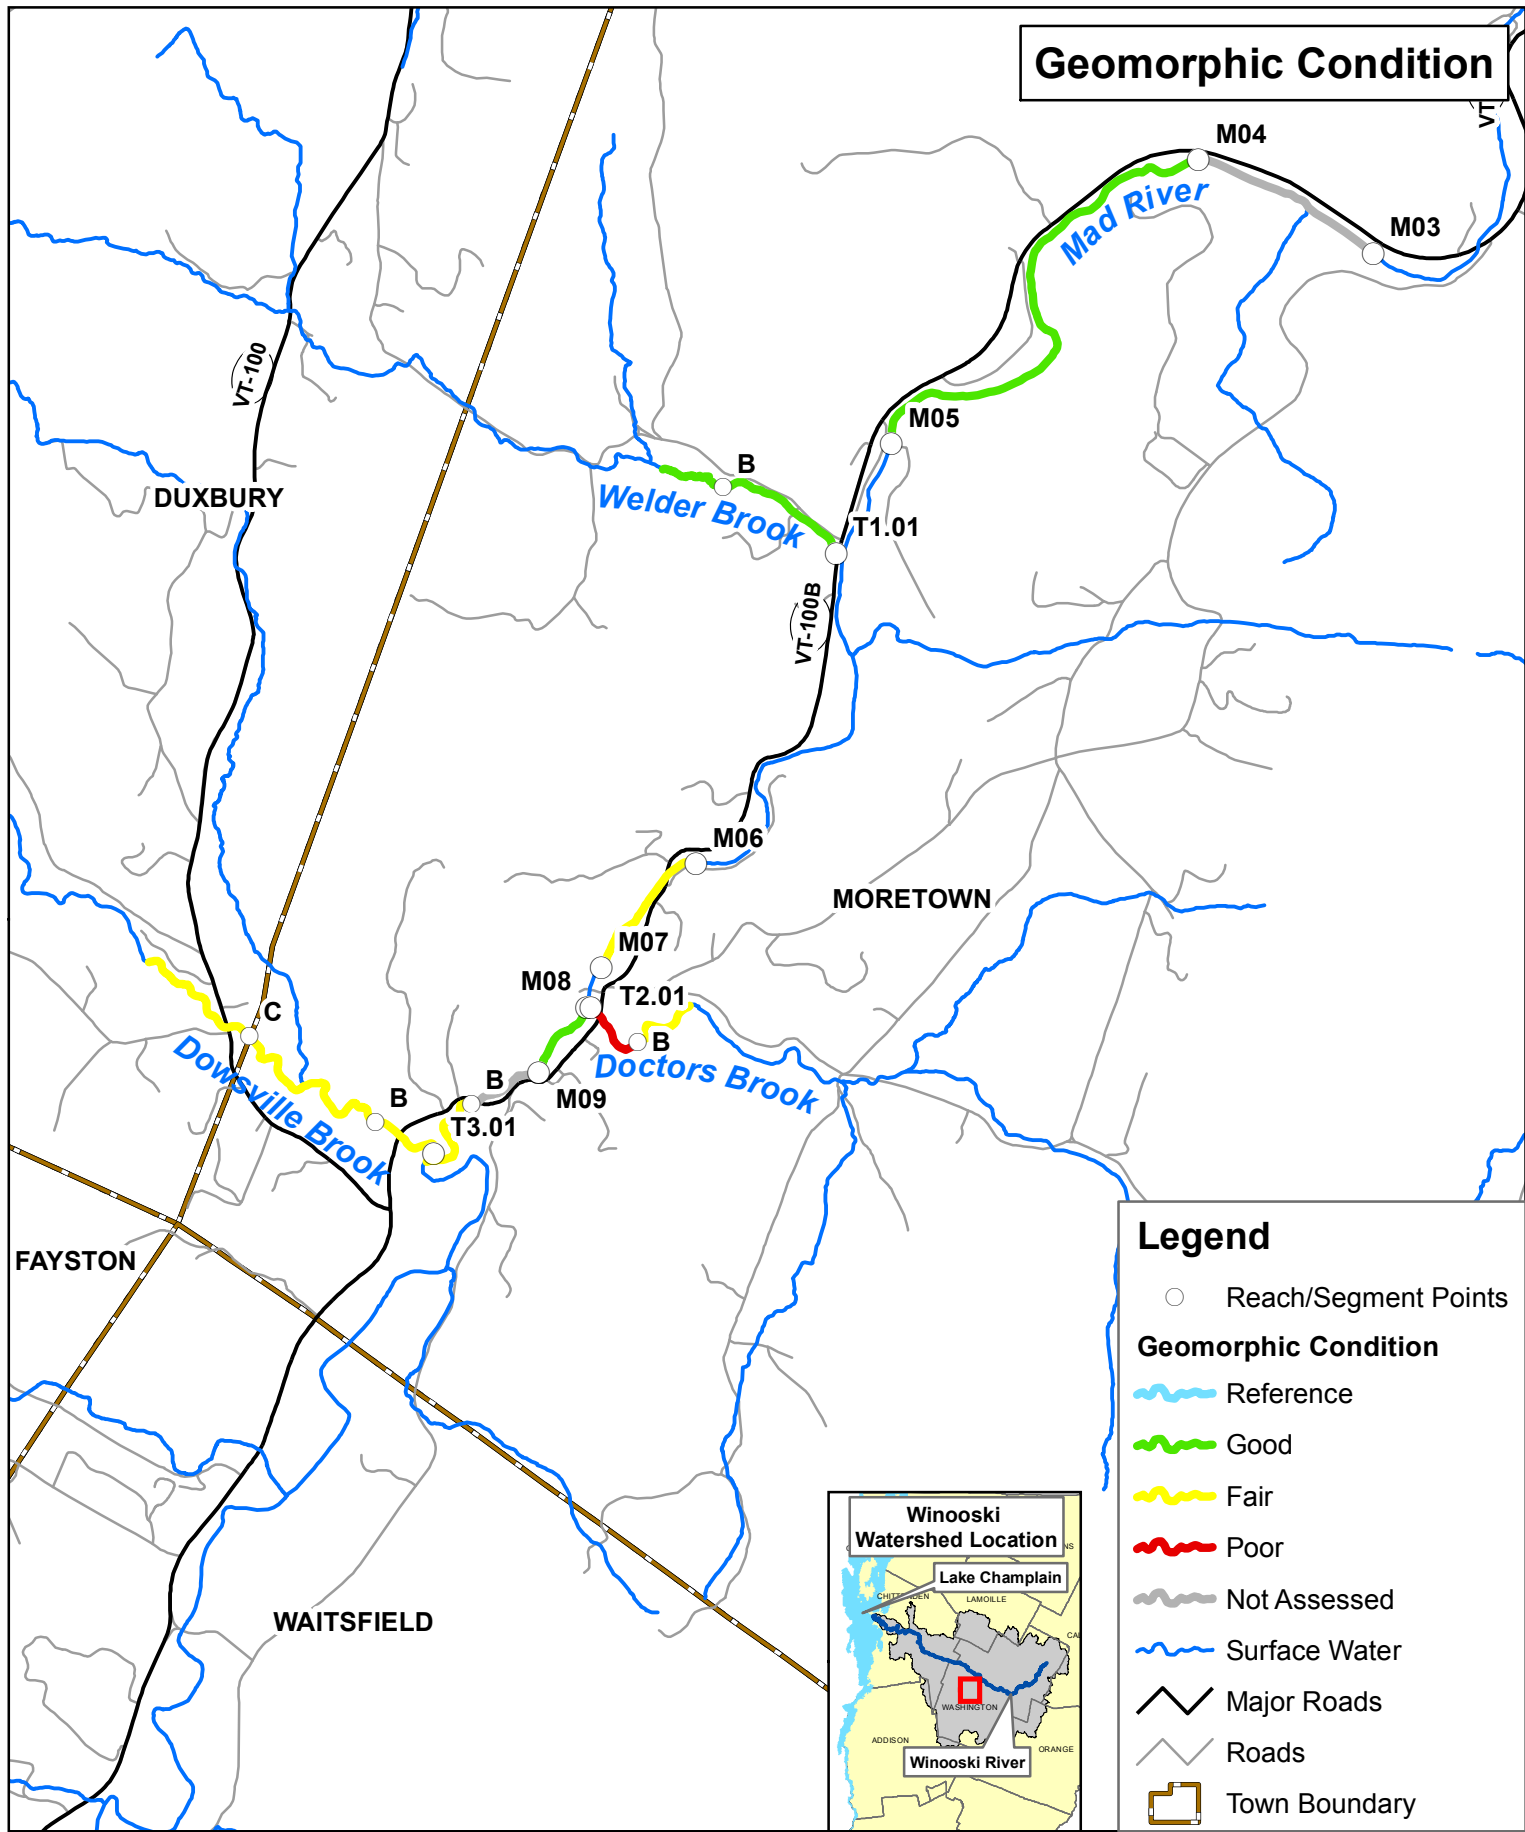 Geomorphic Condition
VT
M04
Mad River
M03
VT-100
M05
B
DUXBURY
Welder Brook
T1.01
VT-100B
M06
MORETOWN
M07
M08
T2.01
C
B
Dowsville Brook
Doctors Brook
B
B
M09
T3.01
FAYSTON
WAITSFIELD
Legend
Reach/Segment Points
Geomorphic Condition
Reference
Good
Fair
Poor
Not Assessed
Surface Water
Major Roads
Roads
Town Boundary
Winooski
Watershed Location
NS
Lake Champlain
LAMOILLE
CAL
WASHINGTON
ADDISON
ORANGE
Winooski River